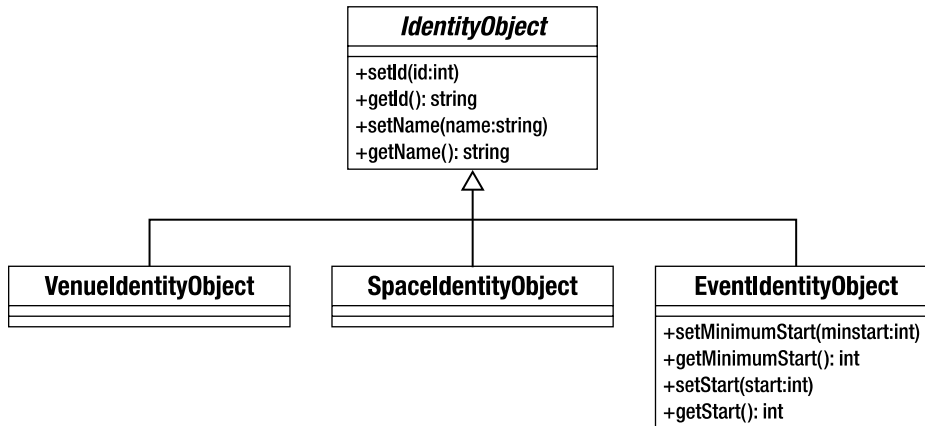 IdentityObject
+setId(id:int)
+getId(): string
+setName(name:string)
+getName(): string
VenueIdentityObject
SpaceIdentityObject
EventIdentityObject
+setMinimumStart(minstart:int)
+getMinimumStart(): int
+setStart(start:int)
+getStart(): int